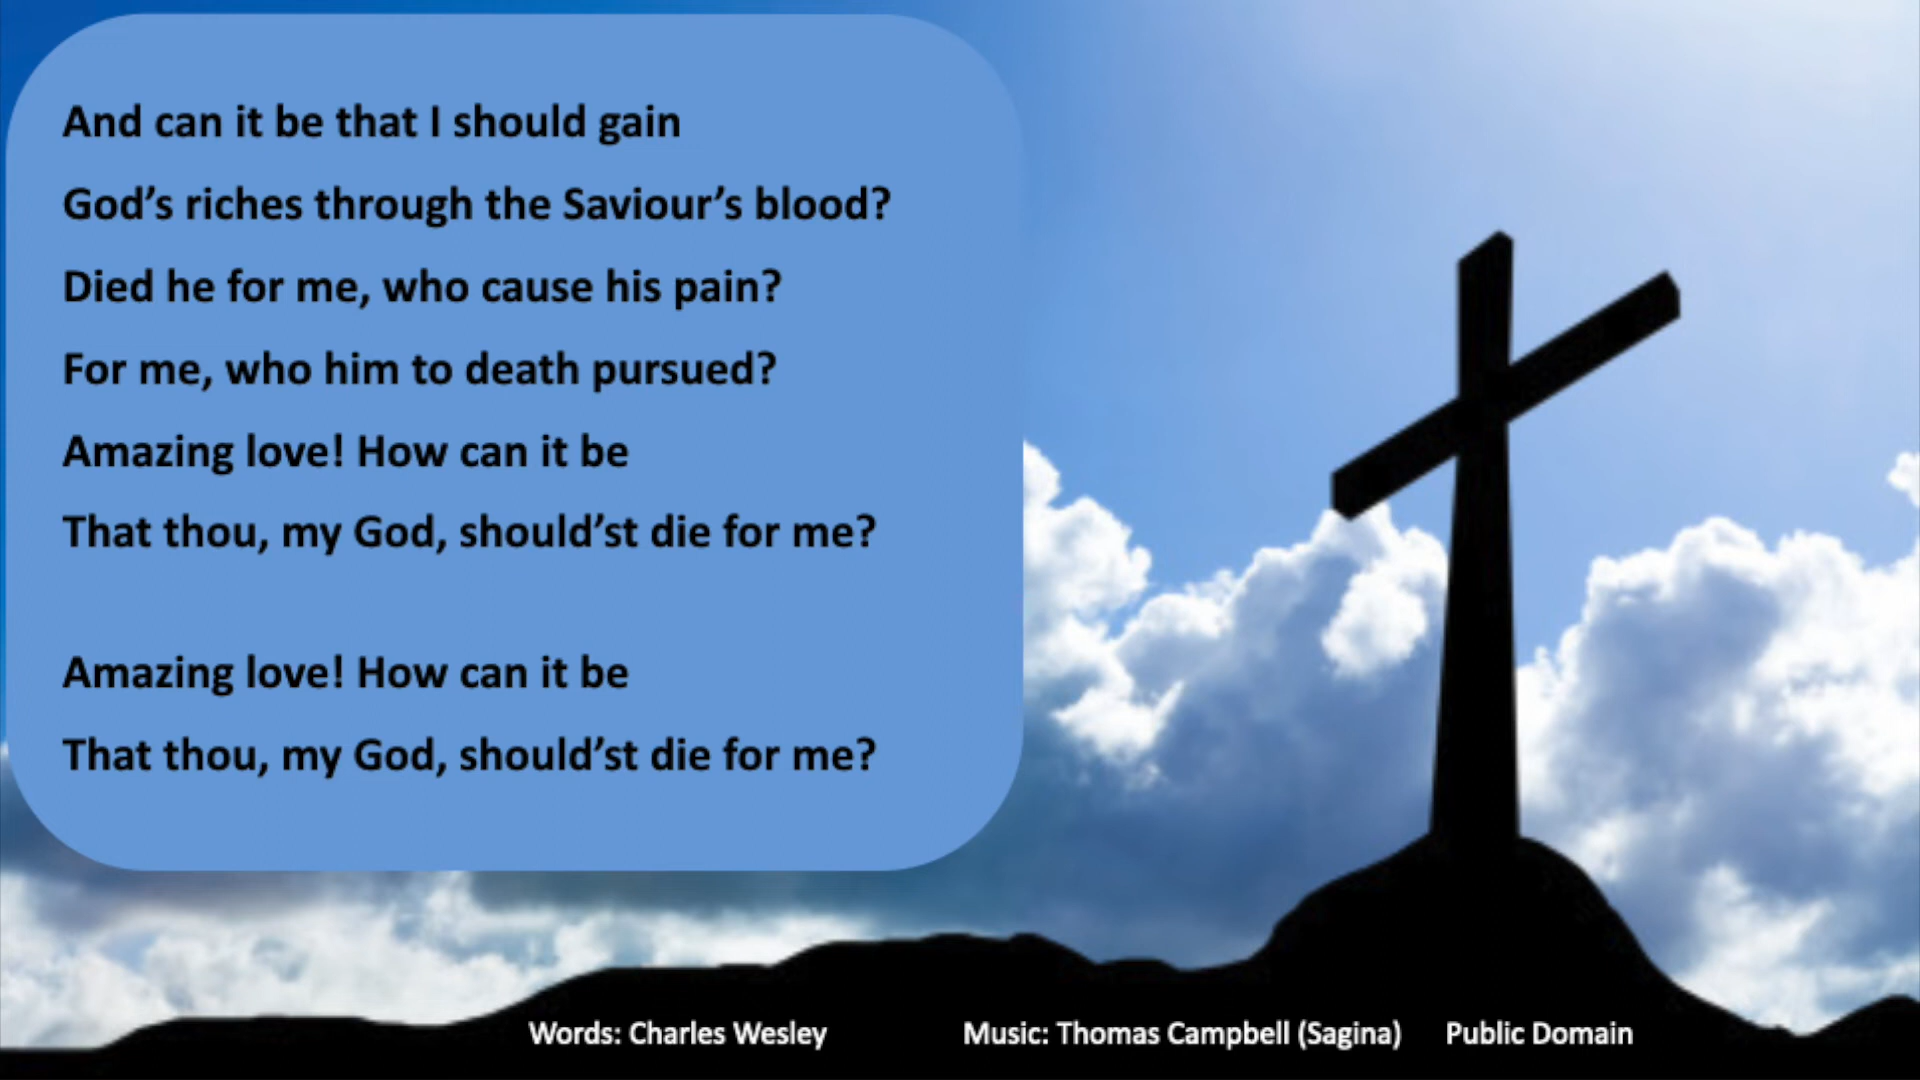 And can it be that I should gain
God’s riches through the Saviour’s blood?
Died he for me, who cause his pain?
For me, who him to death pursued?
Amazing love! How can it be
That thou, my God, should’st die for me?
Amazing love! How can it be
That thou, my God, should’st die for me?
Words: Charles Wesley Music: Thomas Campbell (Sagina) Public Domain